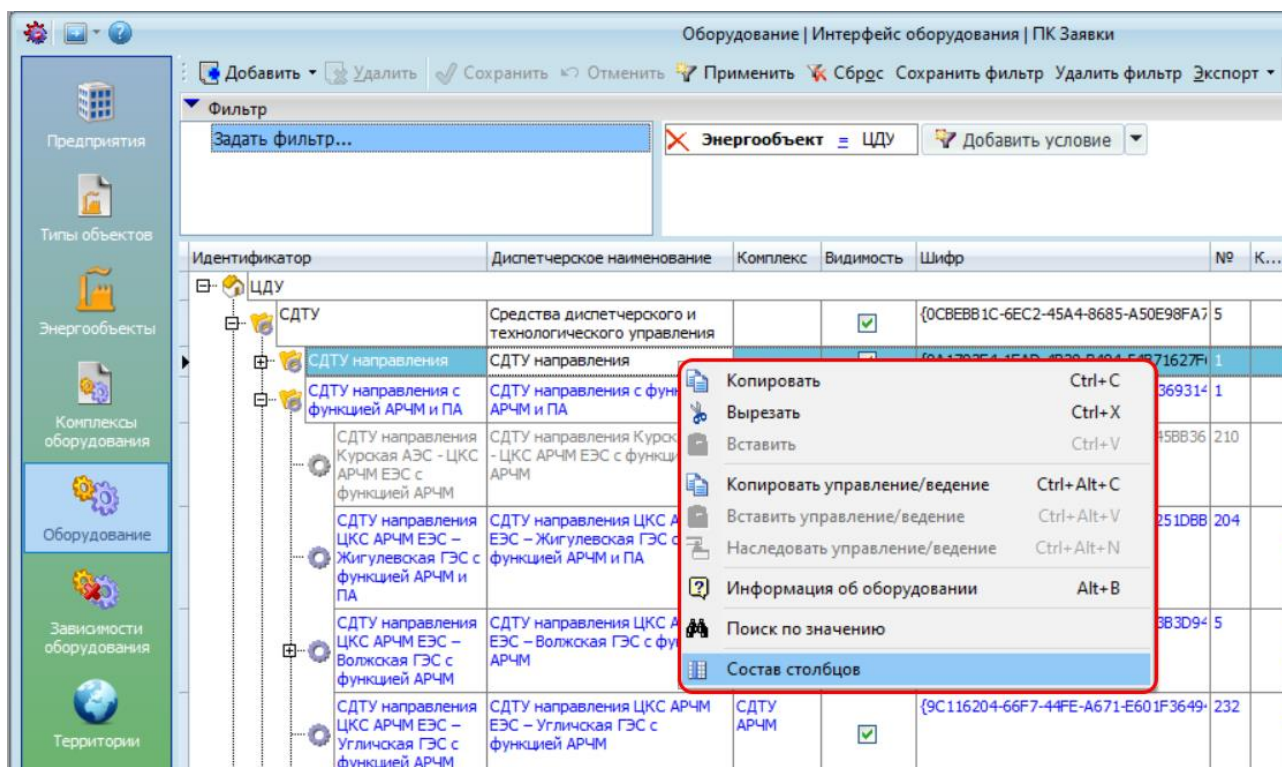 Оборудование | Интерфейс оборудования | ПК Заявки
Добавить Удалить Сохранить Отменить Применить Сброс Сохранить фильтр Удалить фильтр Экспорт
Фильтр
Задать фильтр...
Энергообъект = ЦДУ Добавить условие
Предприятия
Типы объектов
Энергообъекты
Комплексы
оборудования
Оборудование
Зависимости
оборудования
Территории
Идентификатор Диспетчерское наименование Комплекс Видимость Шифр № К...
ЦДУ
СДТУ
Средства диспетчерского и
технологического управления
{0CBEBB1C-6EC2-45A4-8685-A50E98FA7 5
СДТУ направления
СДТУ направления
1
СДТУ направления с
функцией АРЧМ и ПА
СДТУ направления с
АРЧМ и ПА
369314 1
СДТУ направления
Курская АЭС - ЦКС
АРЧМ ЕЭС с
функцией АРЧМ
СДТУ направления
- ЦКС АРЧМ ЕЭС с
АРЧМ
45BB36 210
СДТУ направления
ЦКС АРЧМ ЕЭС –
Жигулевская ГЭС с
функцией АРЧМ и
ПА
СДТУ направления ЦКС
ЕЭС – Жигулевская ГЭС с
функцией АРЧМ и ПА
251DBB 204
СДТУ направления
ЦКС АРЧМ ЕЭС –
Волжская ГЭС с
функцией АРЧМ
СДТУ направления ЦКС
ЕЭС – Волжская ГЭС с
АРЧМ
3B3D94 5
СДТУ направления
ЦКС АРЧМ ЕЭС –
Угличская ГЭС с
функцией АРЧМ
СДТУ направления ЦКС АРЧМ
ЕЭС – Угличская ГЭС с
функцией АРЧМ
СДТУ
АРЧМ
{9C116204-66F7-44FE-A671-E601F3649 232
Копировать Ctrl+C
Вырезать Ctrl+X
Вставить Ctrl+V
Копировать управление/ведение Ctrl+Alt+C
Вставить управление/ведение Ctrl+Alt+V
Наследовать управление/ведение Ctrl+Alt+N
Информация об оборудовании Alt+B
Поиск по значению
Состав столбцов